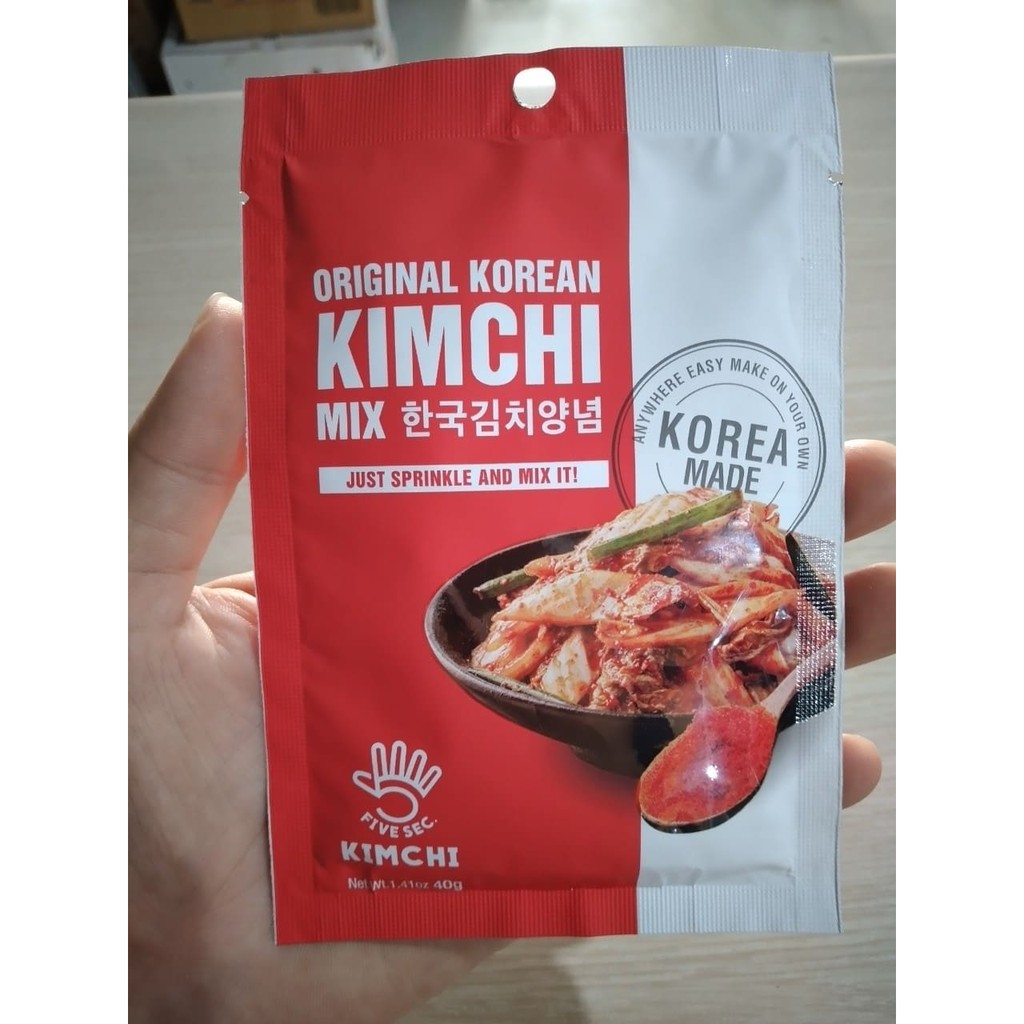 ORIGINAL KOREAN
KIMCHI
MIX 한국김치양념
JUST SPRINKLE AND MIX IT!
ANYWHERE EASY MAKE ON YOUR OWN
KOREA
MADE
FIVE SEC.
KIMCHI
Net Wt.1.41oz 40g